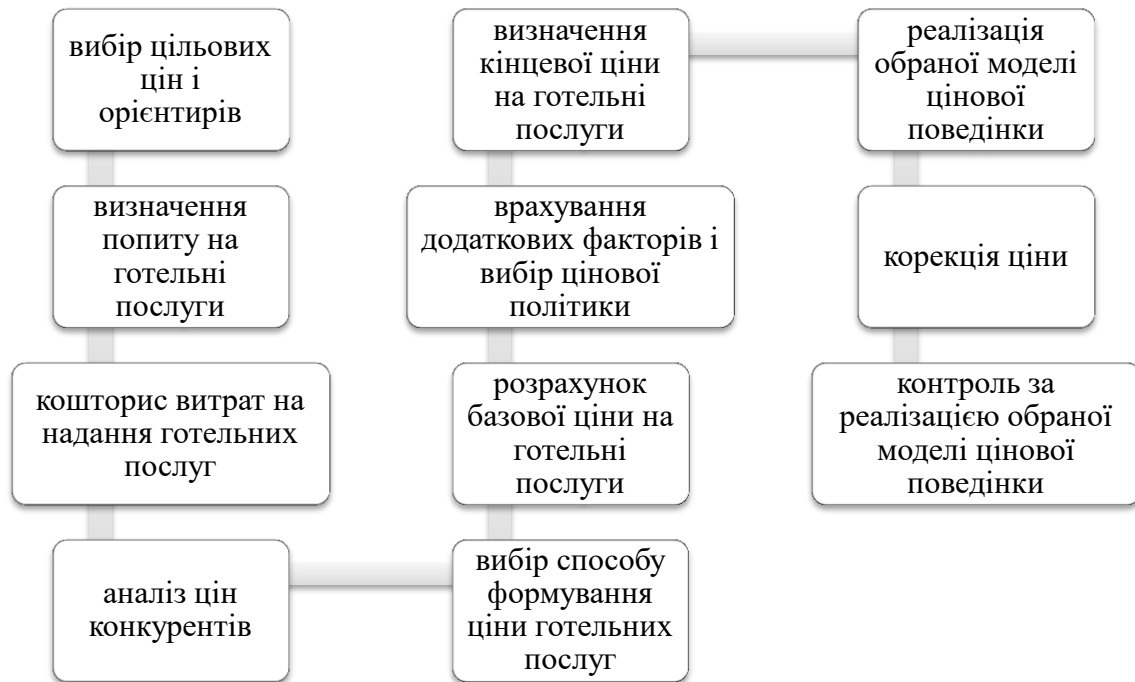 вибір цільових
цін і
орієнтирів
визначення
попиту на
готельні
послуги
кошторис витрат на
надання готельних
послуг
аналіз цін
конкурентів
вибір способу
формування
ціни готельних
послуг
розрахунок
базової ціни на
готельні
послуги
врахування
додаткових факторів і
вибір цінової
політики
визначення
кінцевої ціни
на готельні
послуги
реалізація
обраної моделі
цінової
поведінки
корекція ціни
контроль за
реалізацією обраної
моделі цінової
поведінки